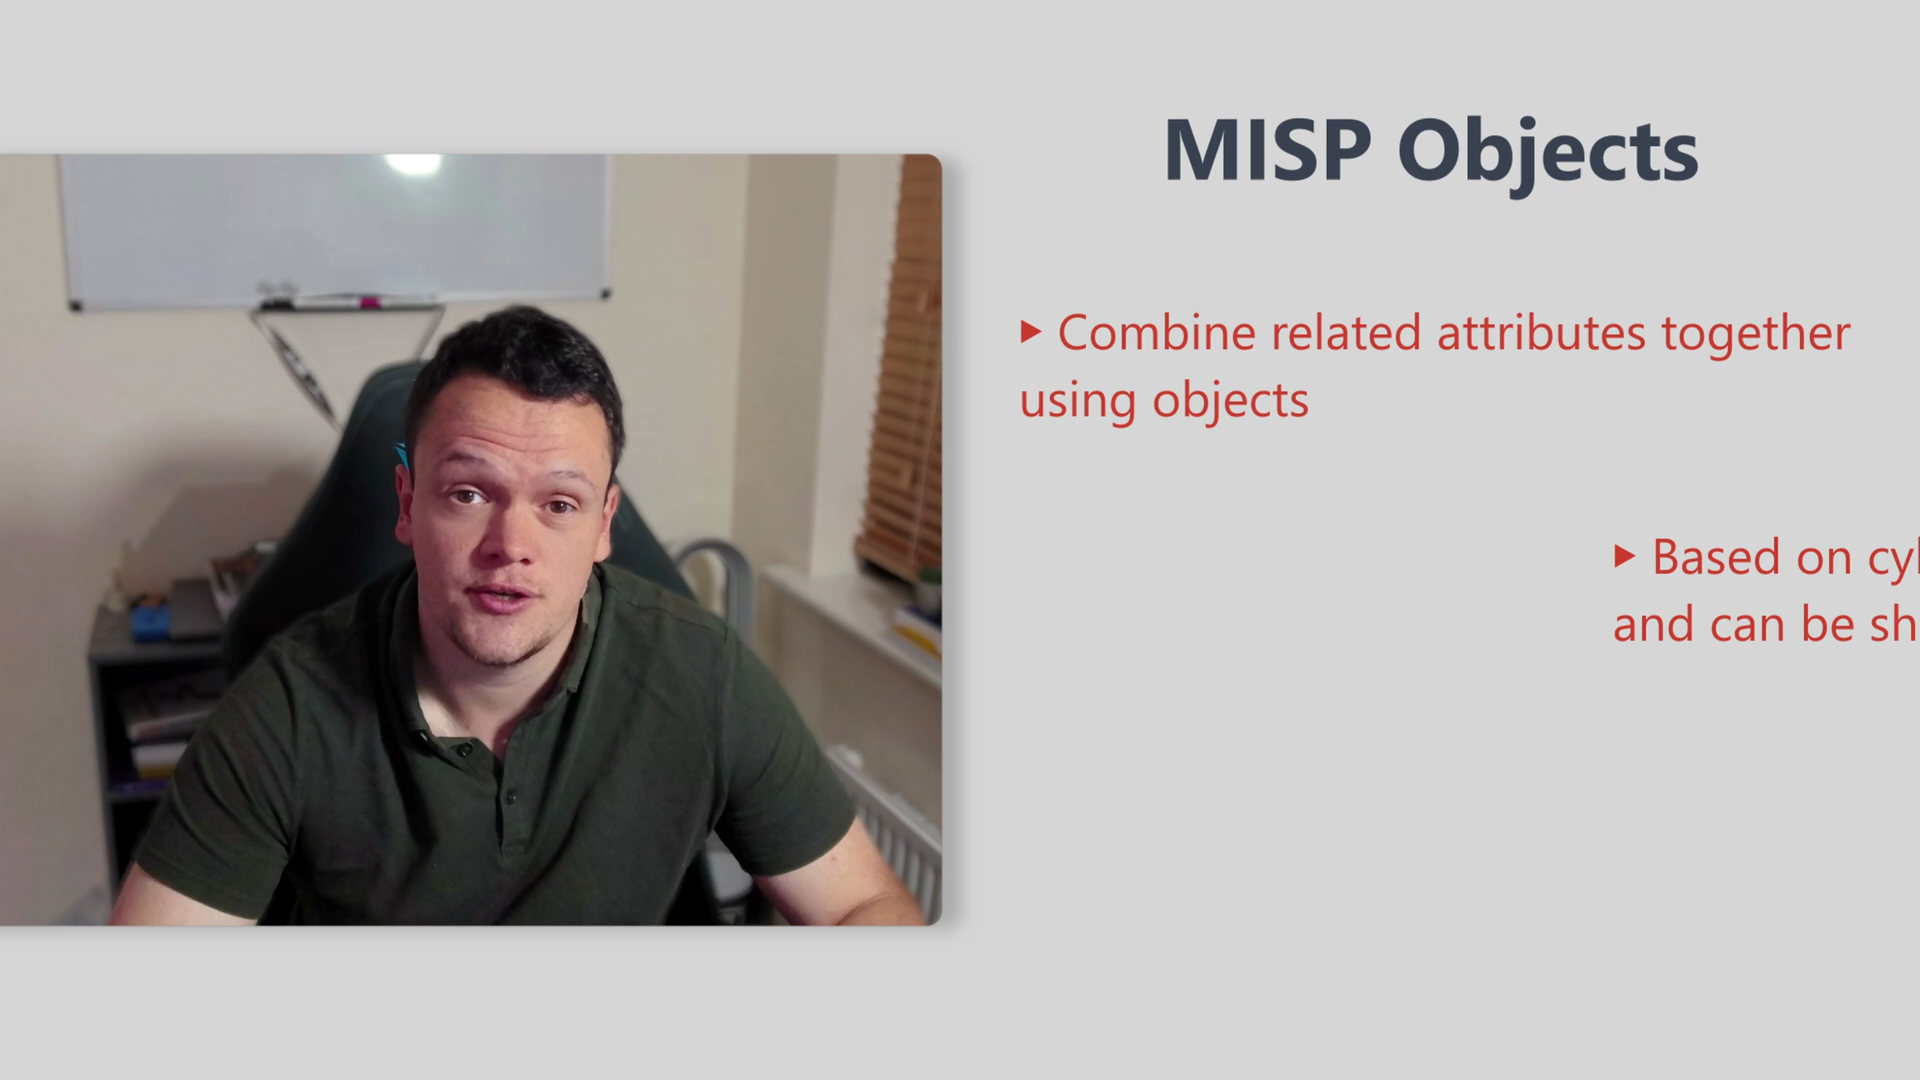 MISP Objects
▸ Combine related attributes together
using objects
▸ Based on
and can be